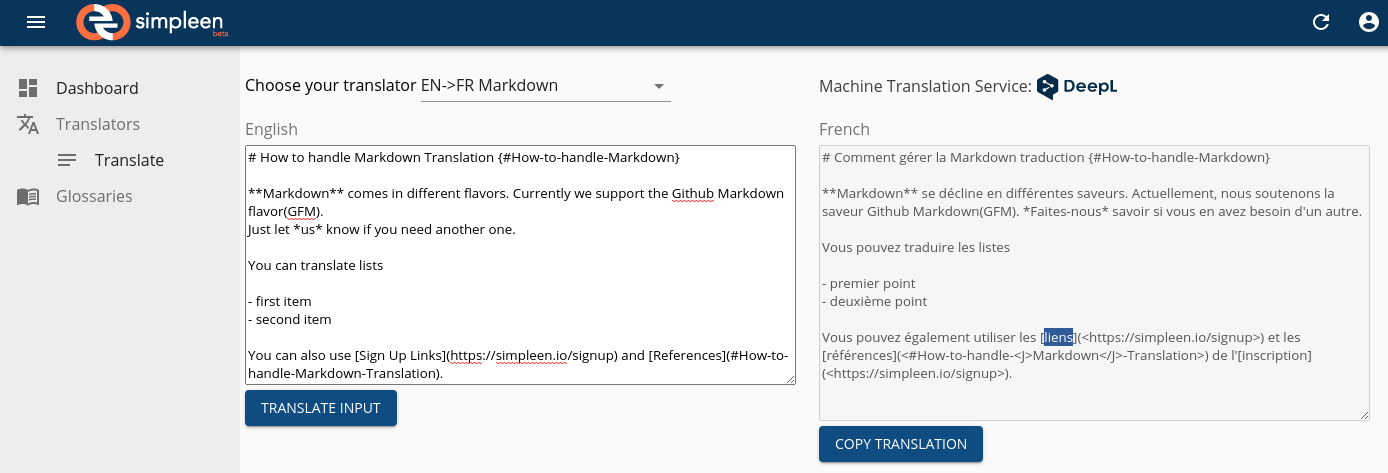 simpleen
beta
Dashboard
Translators
Translate
Glossaries
Choose your translator EN->FR Markdown
English
# How to handle Markdown Translation {#How-to-handle-Markdown}
**Markdown** comes in different flavors. Currently we support the Github Markdown
flavor(GFM).
Just let *us* know if you need another one.
You can translate lists
- first item
- second item
You can also use [Sign Up Links](https://simpleen.io/signup) and [References](#How-to-
handle-Markdown-Translation).
TRANSLATE INPUT
Machine Translation Service: DeepL
French
# Comment gérer la Markdown traduction {#How-to-handle-Markdown}
**Markdown** se décline en différentes saveurs. Actuellement, nous soutenons la
saveur Github Markdown(GFM). *Faites-nous* savoir si vous en avez besoin d'un autre.
Vous pouvez traduire les listes
- premier point
- deuxième point
Vous pouvez également utiliser les [liens](<https://simpleen.io/signup>) et les
[références](<#How-to-handle-<J>Markdown</J>-Translation>) de l'[inscription]
(<https://simpleen.io/signup>).
COPY TRANSLATION